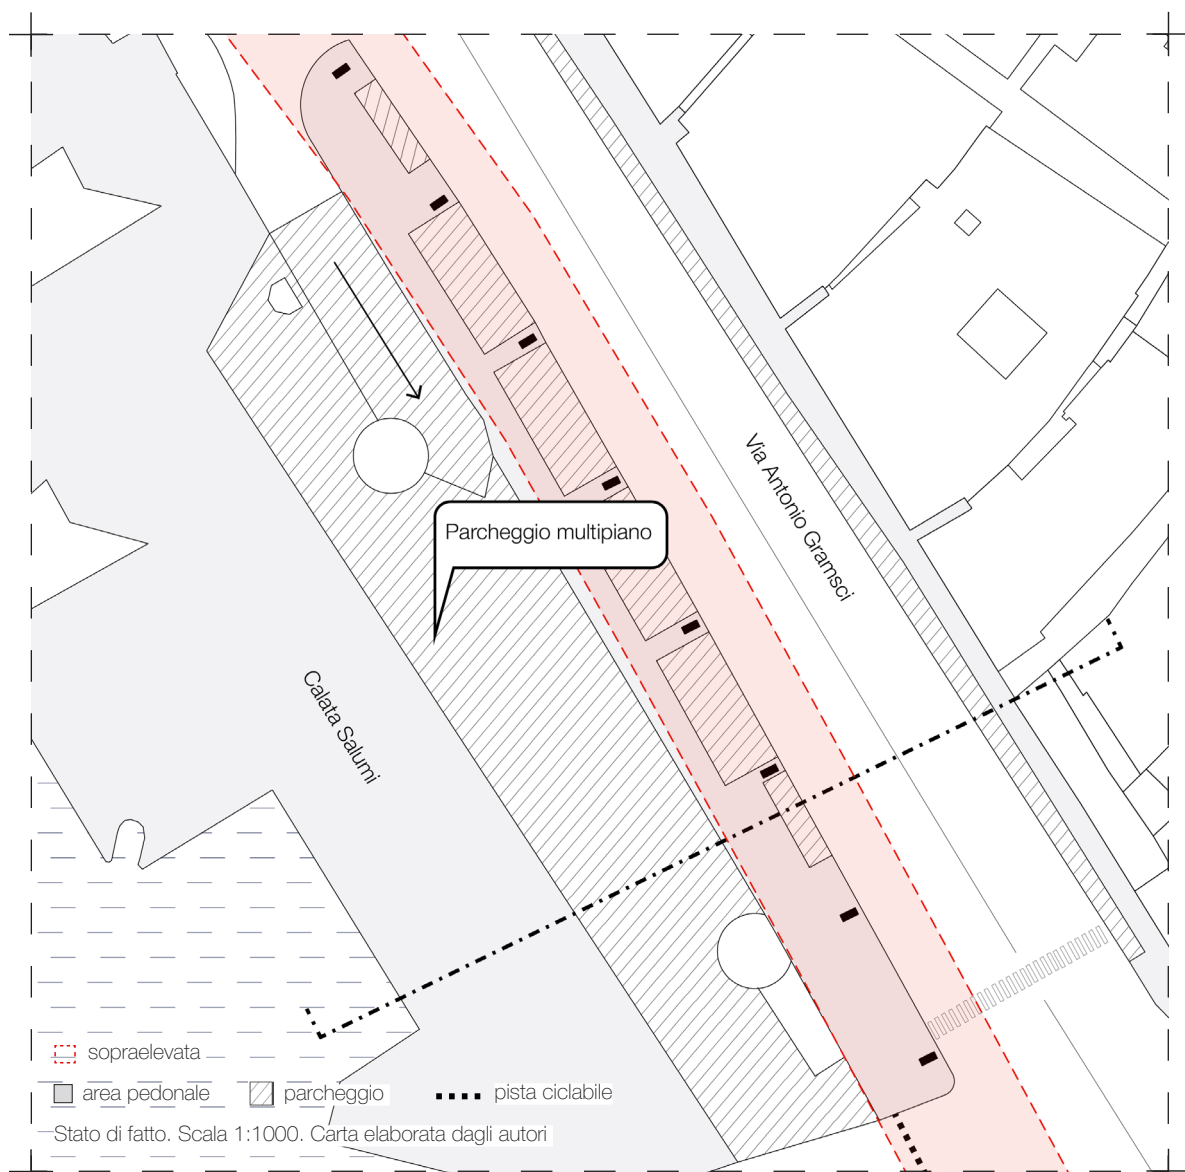 Via Antonio Gramsci
Parcheggio multipiano
Calata Salumi
sopraelevata
area pedonale
parcheggio
pista ciclabile
Stato di fatto. Scala 1:1000. Carta elaborata dagli autori